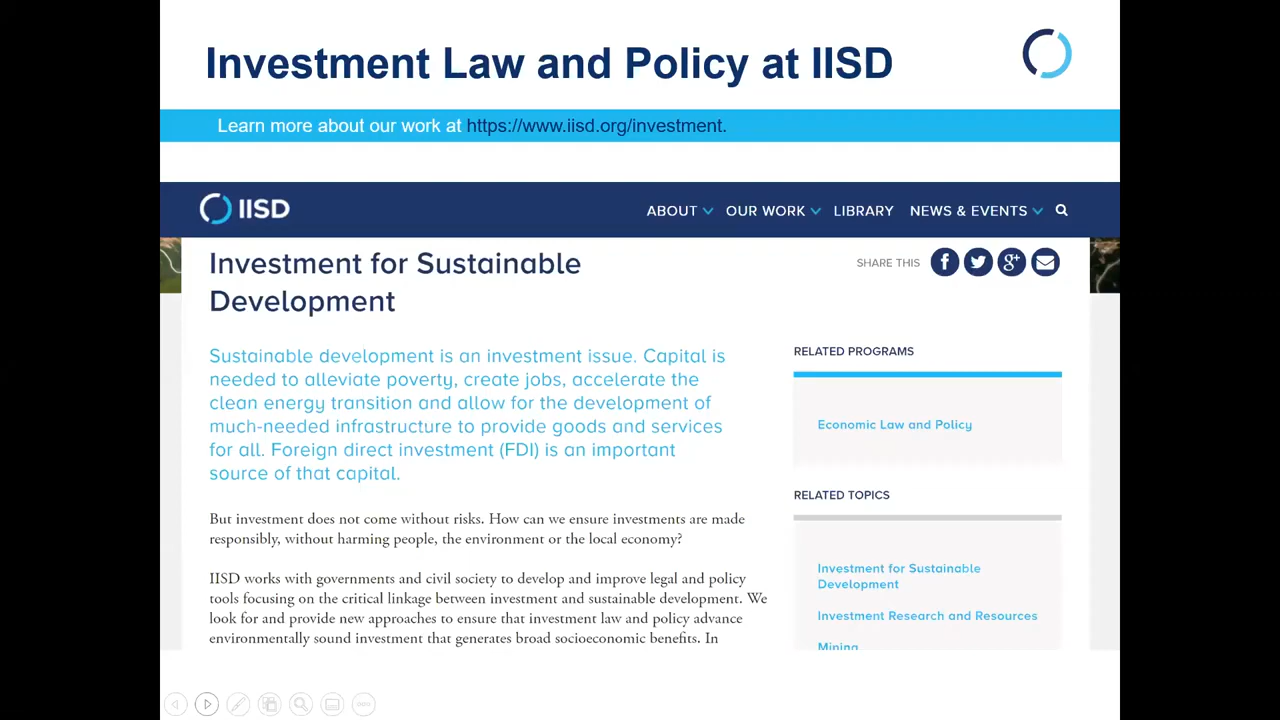 Investment Law and Policy at IISD
Learn more about our work at https://www.iisd.org/investment.
IISD
ABOUT OUR WORK LIBRARY NEWS & EVENTS
Investment for Sustainable
Development
SHARE THIS
Sustainable development is an investment issue. Capital is
needed to alleviate poverty, create jobs, accelerate the
clean energy transition and allow for the development of
much-needed infrastructure to provide goods and services
for all. Foreign direct investment (FDI) is an important
source of that capital.
But investment does not come without risks. How can we ensure investments are made
responsibly, without harming people, the environment or the local economy?
IISD works with governments and civil society to develop and improve legal and policy
tools focusing on the critical linkage between investment and sustainable development. We
look for and provide new approaches to ensure that investment law and policy advance
environmentally sound investment that generates broad socioeconomic benefits. In
RELATED PROGRAMS
Economic Law and Policy
RELATED TOPICS
Investment for Sustainable
Development
Investment Research and Resources
Mining